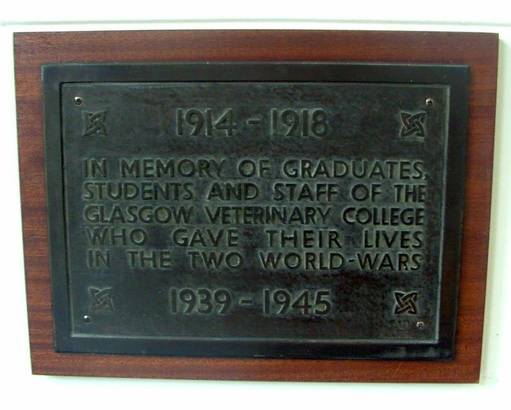 1914 - 1918
IN MEMORY OF GRADUATES,
STUDENTS AND STAFF OF THE
GLASGOW VETERINARY COLLEGE
WHO GAVE THEIR LIVES
IN THE TWO WORLD-WARS
1939 - 1945